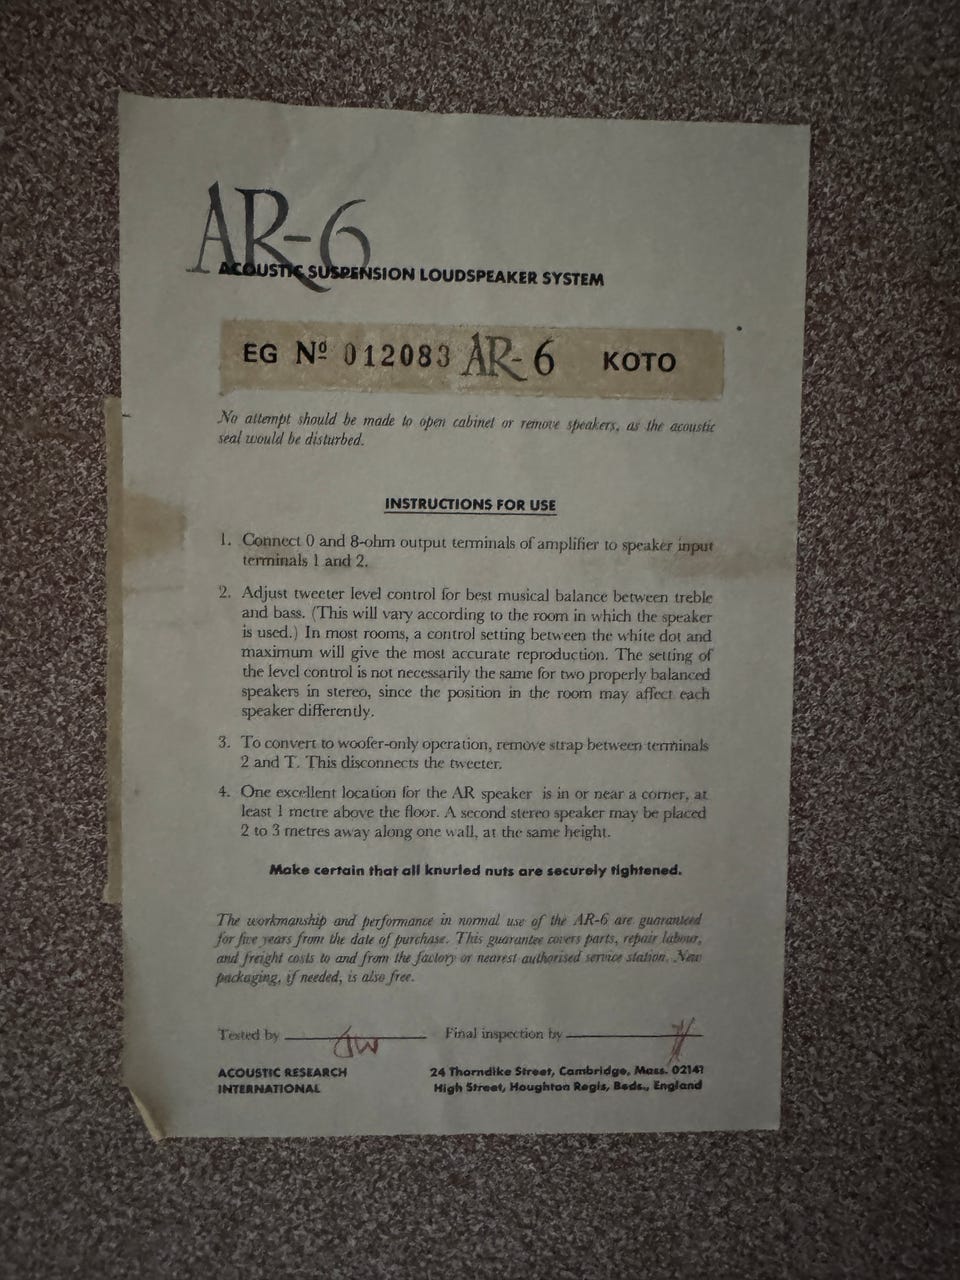 AR-6
ACOUSTIC SUSPENSION LOUDSPEAKER SYSTEM
EG Nº 012083 AR-6 KOTO
No attempt should be made to open cabinet or remove speakers, as the acoustic
seal would be disturbed.
INSTRUCTIONS FOR USE
1. Connect 0 and 8-ohm output terminals of amplifier to speaker input
terminals 1 and 2.
2. Adjust tweeter level control for best musical balance between treble
and bass. (This will vary according to the room in which the speaker
is used.) In most rooms, a control setting between the white dot and
maximum will give the most accurate reproduction. The setting of
the level control is not necessarily the same for two properly balanced
speakers in stereo, since the position in the room may affect each
speaker differently.
3. To convert to woofer-only operation, remove strap between terminals
2 and T. This disconnects the tweeter.
4. One excellent location for the AR speaker is in or near a corner, at
least 1 metre above the floor. A second stereo speaker may be placed
2 to 3 metres away along one wall, at the same height.
Make certain that all knurled nuts are securely tightened.
The workmanship and performance in normal use of the AR-6 are guaranteed
for five years from the date of purchase. This guarantee covers parts, repair labour,
and freight costs to and from the factory or nearest authorised service station. New
packaging, if needed, is also free.
Tested by Final inspection by
ACOUSTIC RESEARCH 24 Thorndike Street, Cambridge, Mass. 02141
INTERNATIONAL High Street, Houghton Regis, Beds., England